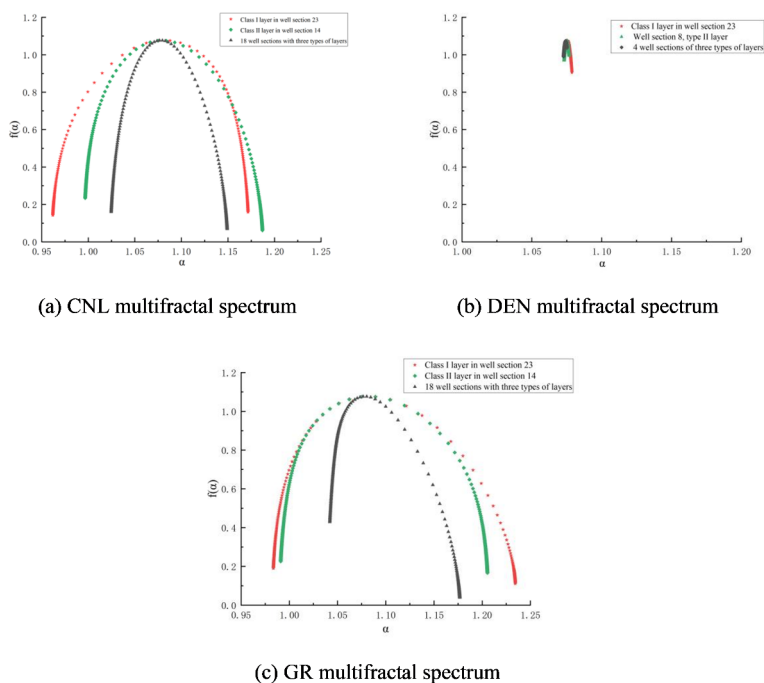 Class I layer in well section 23
Class II layer in well section 14
18 well sections with three types of layers
1.2
1.0
0.8
0.6
0.4
0.2
0.0
f(α)
0.95 1.00 1.05 1.10 1.15 1.20 1.25
α
(a) CNL multifractal spectrum
Class I layer in well section 23
Well section 8, type II layer
4 well sections of three types of layers
1.2
1.0
0.8
0.6
0.4
0.2
0.0
f(α)
1.00 1.05 1.10 1.15 1.20
α
(b) DEN multifractal spectrum
Class I layer in well section 23
Class II layer in well section 14
18 well sections with three types of layers
1.2
1.0
0.8
0.6
0.4
0.2
0.0
f(α)
0.95 1.00 1.05 1.10 1.15 1.20 1.25
α
(c) GR multifractal spectrum